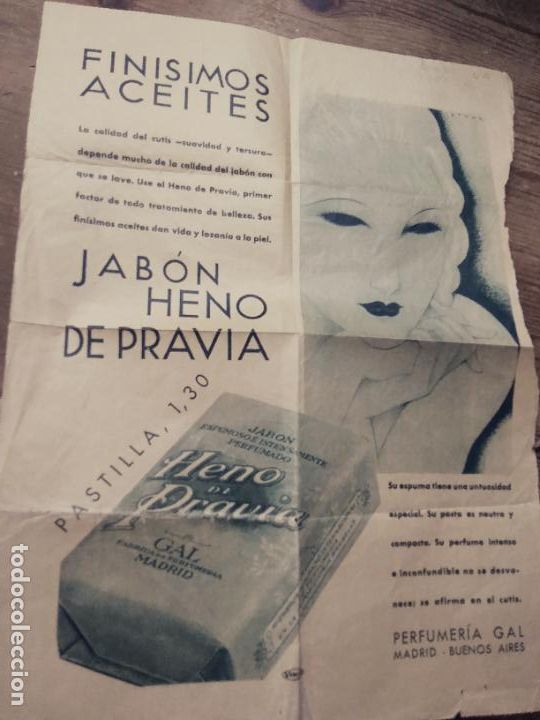 FINISIMOS
ACEITES
La calidad del cutis —suavidad y tersura—
depende mucho de la calidad del jabón con
que se lave. Use el Heno de Pravia, primer
factor de todo tratamiento de belleza. Sus
finísimos aceites dan vida y lozanía a la piel.
JABÓN
HENO
DE PRAVIA
PASTILLA, 1,30
JABÓN
ESPUMOSO E INTENSAMENTE
PERFUMADO
Heno
DE
Pravia
GAL
FABRICA DE PERFUMERIA
MADRID
Su espuma tiene una untuosidad
especial. Su pasta es neutra y
compacta. Su perfume intenso
e inconfundible no se desva-
nece; se afirma en el cutis.
PERFUMERÍA GAL
MADRID - BUENOS AIRES
todocoleccion.net